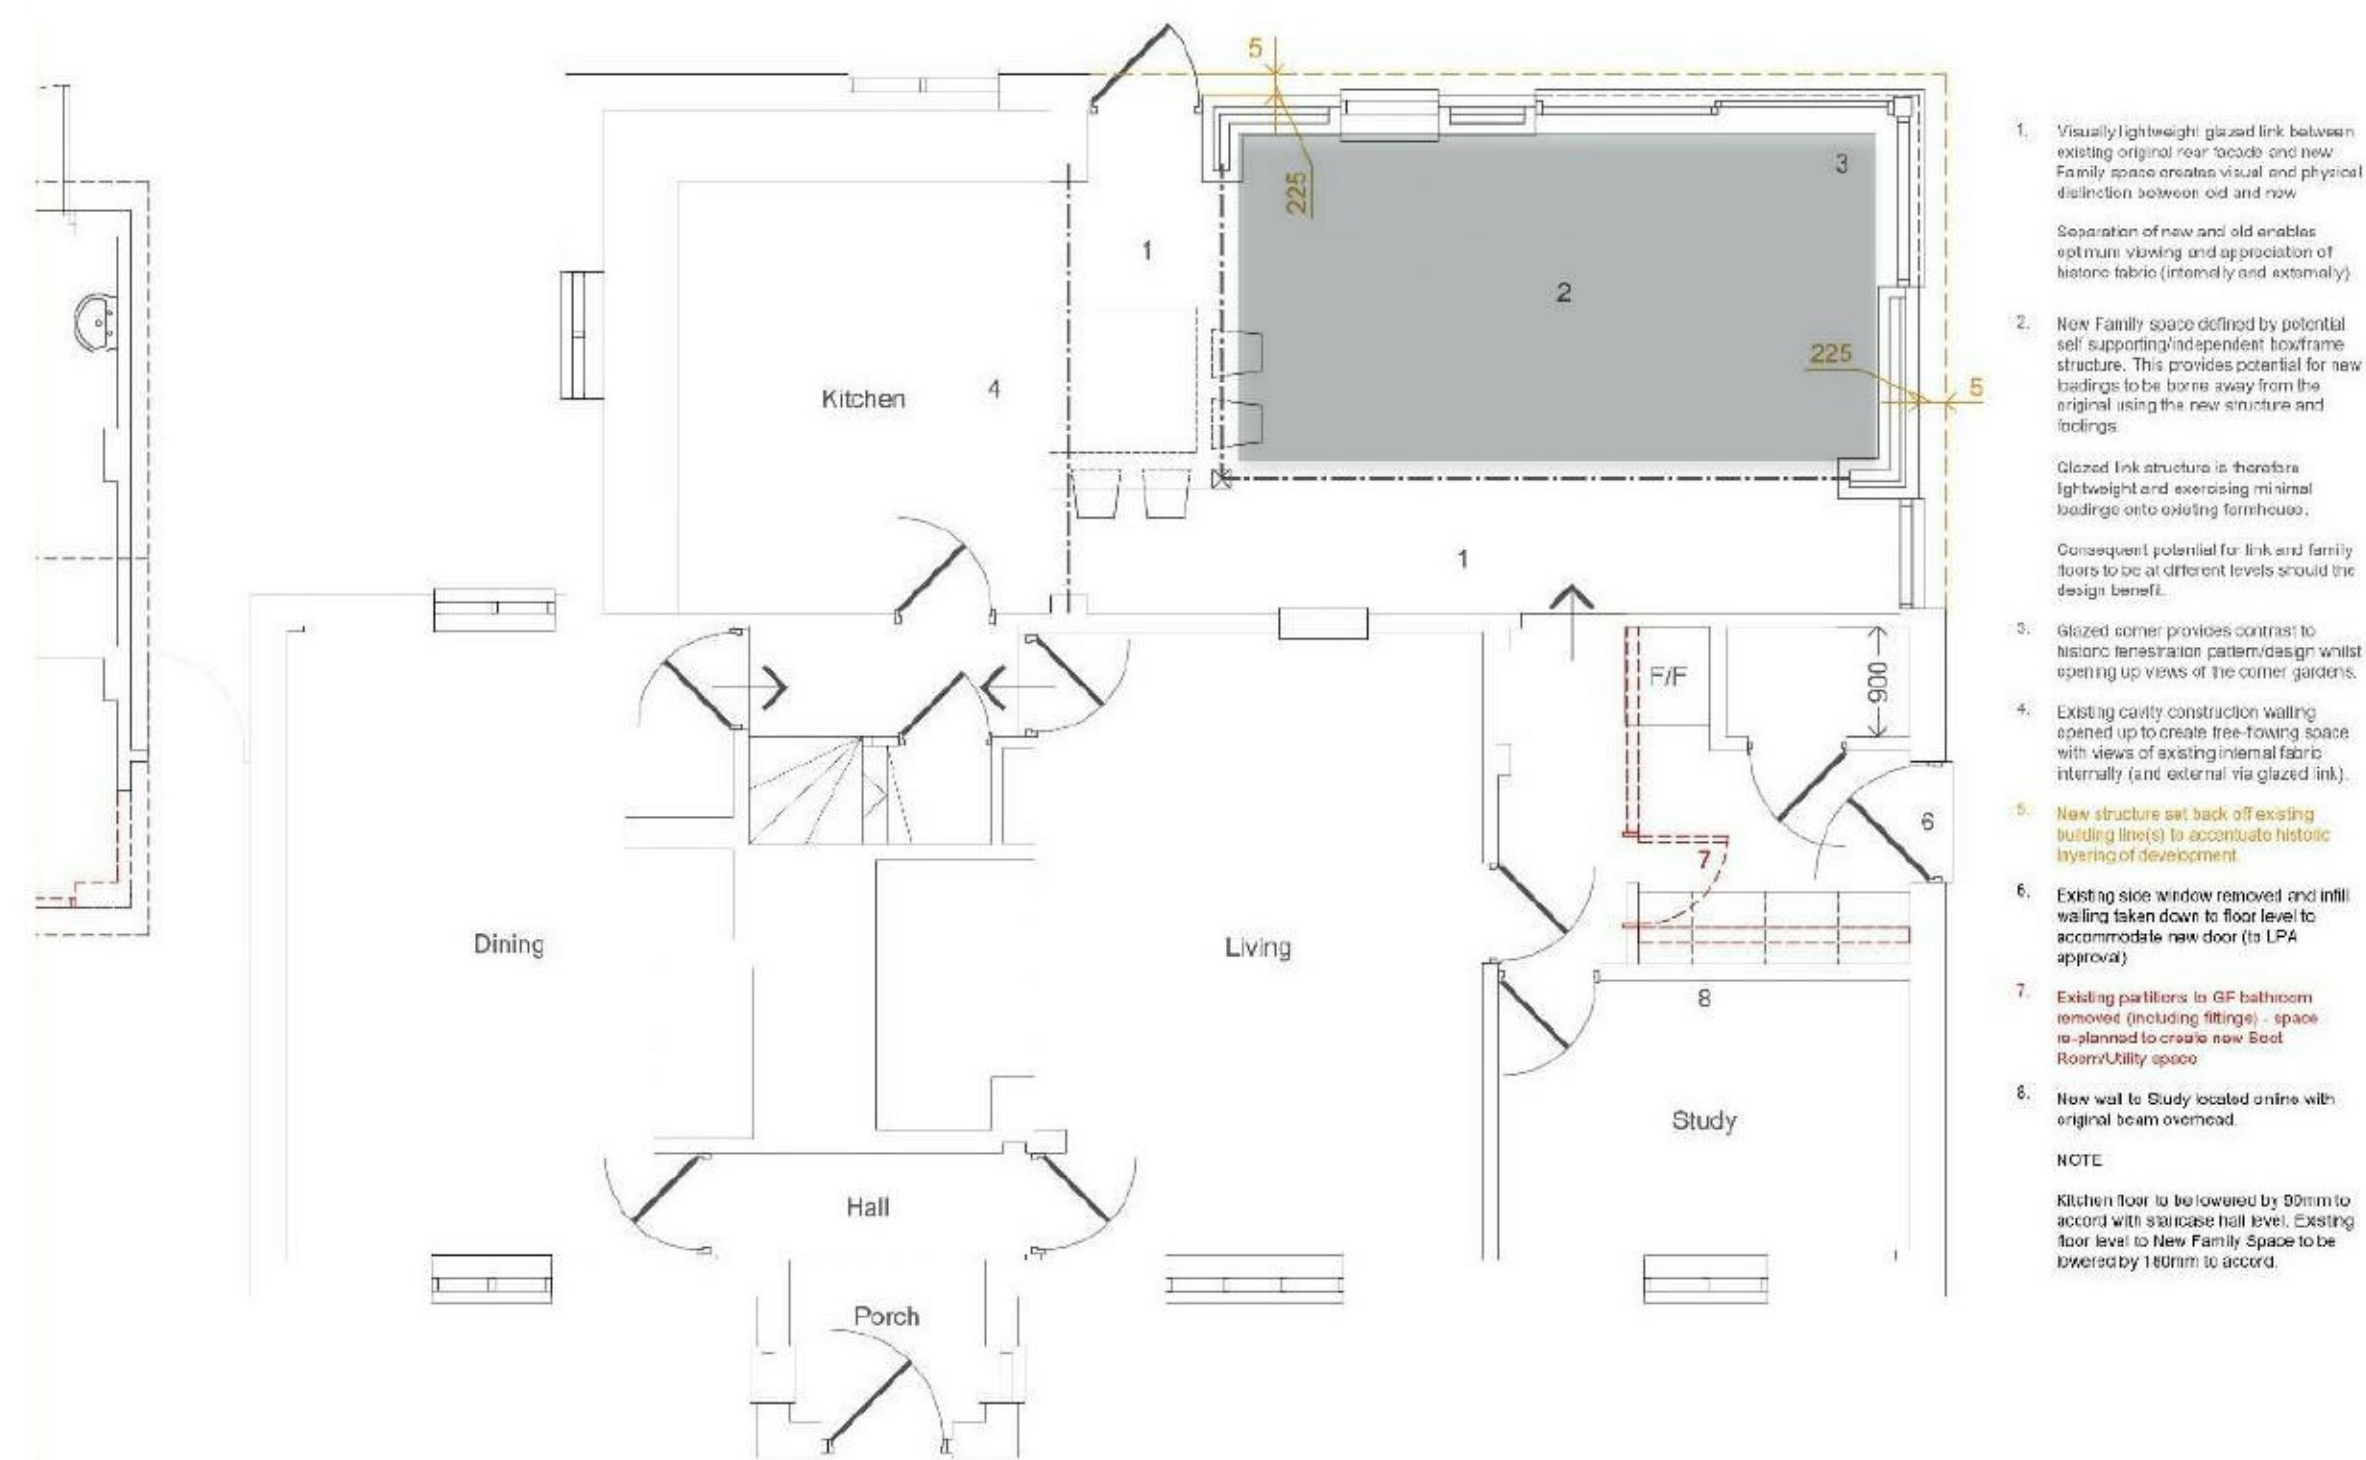 5
225
3
1
2
225
5
Kitchen
4
1
F/F
900
6
7
Dining
Living
8
Study
Hall
Porch
1. Visually lightweight glazed link between
existing original rear facade and new
Family space creates visual and physical
distinction between old and new
Separation of new and old enables
optimum viewing and appreciation of
historic fabric (internally and externally)
2. New Family space defined by potential
self supporting/independent box/frame
structure. This provides potential for new
loadings to be borne away from the
original using the new structure and
footings.
Glazed link structure is therefore
lightweight and exercising minimal
loadings onto existing farmhouse.
Consequent potential for link and family
floors to be at different levels should the
design benefit.
3. Glazed corner provides contrast to
historic fenestration pattern/design whilst
opening up views of the corner gardens.
4. Existing cavity construction walling
opened up to create free-flowing space
with views of existing internal fabric
internally (and external via glazed link).
5. New structure set back off existing
building line(s) to accentuate historic
layering of development
6. Existing side window removed and infill
walling taken down to floor level to
accommodate new door (to LPA
approval)
7. Existing partitions to GF bathroom
removed (including fittings) - space
re-planned to create new Boot
Room/Utility space
8. New wall to Study located online with
original beam overhead.
NOTE
Kitchen floor to be lowered by 90mm to
accord with staircase hall level. Existing
floor level to New Family Space to be
lowered by 180mm to accord.